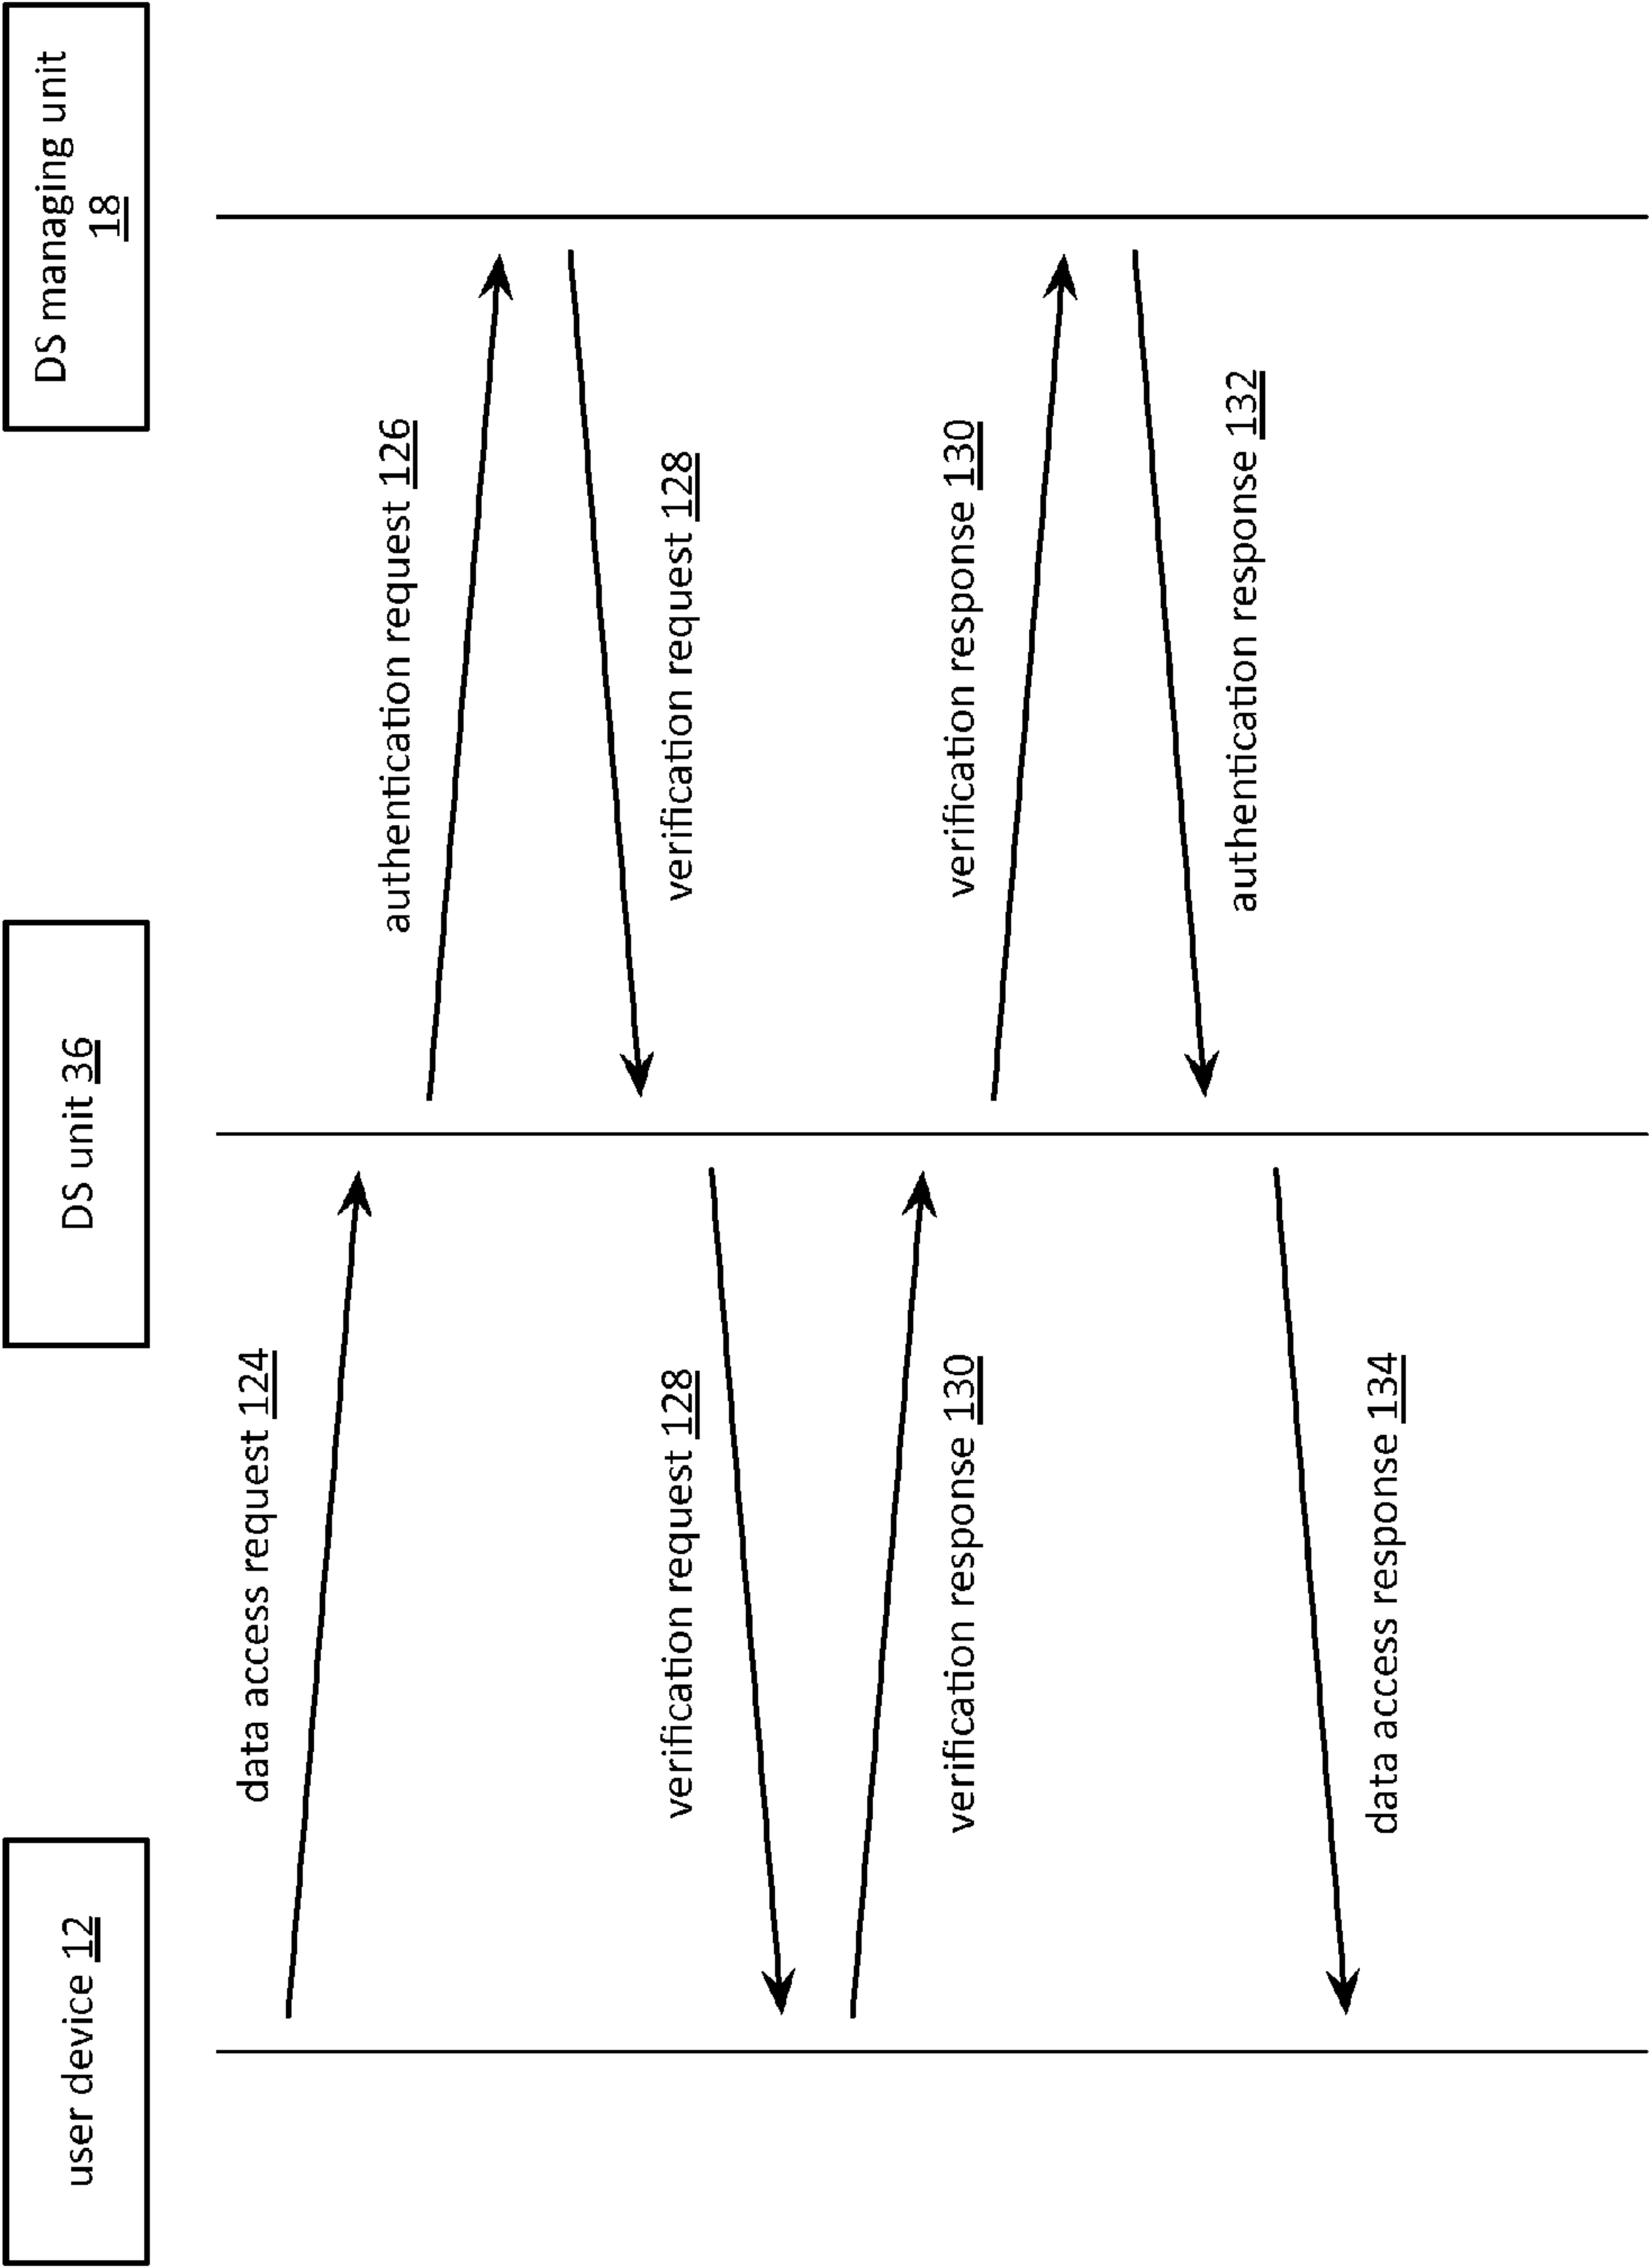 user device 12
DS unit 36
DS managing unit
18
data access request 124
authentication request 126
verification request 128
verification request 128
verification response 130
verification response 130
authentication response 132
data access response 134